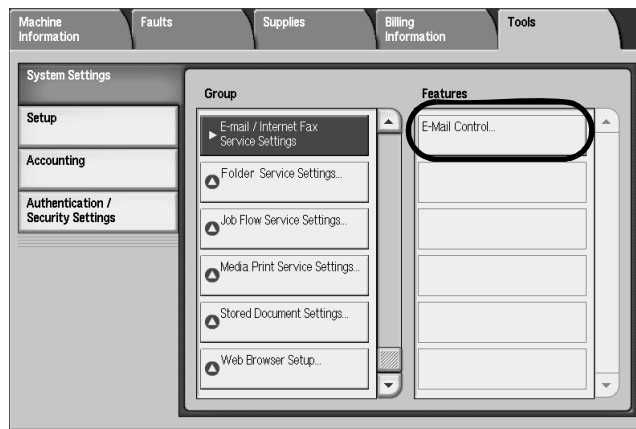 Machine
Information
Faults
Supplies
Billing
Information
Tools
System Settings
Setup
Accounting
Authentication /
Security Settings
Group
E-mail / Internet Fax
Service Settings
Folder Service Settings...
Job Flow Service Settings...
Media Print Service Settings...
Stored Document Settings...
Web Browser Setup...
Features
E-Mail Control...